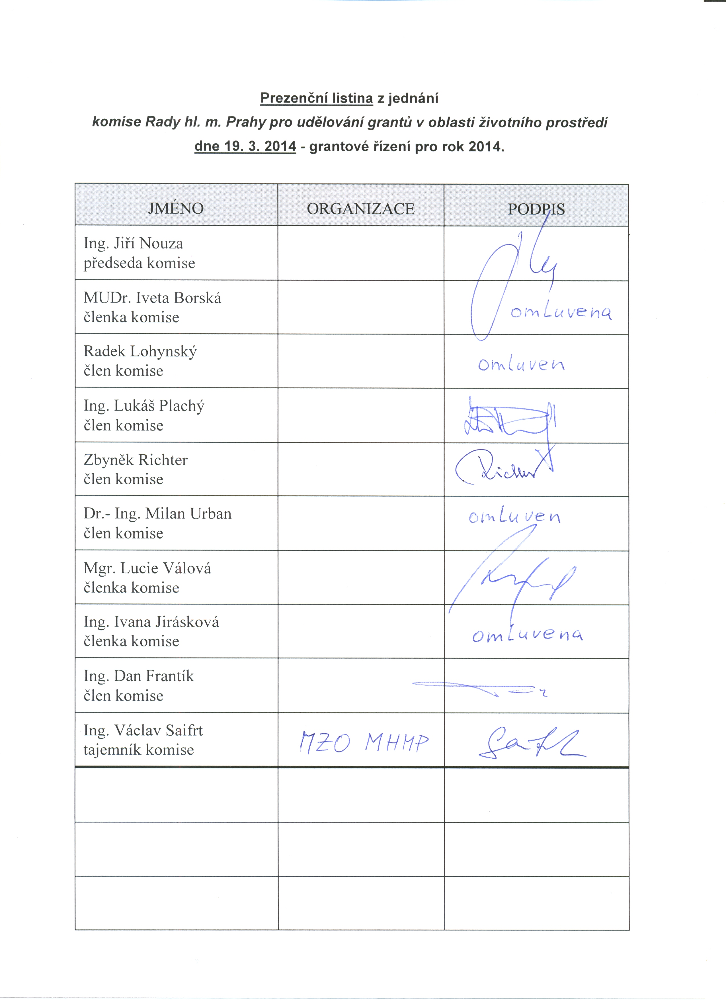 Prezenční listina z jednání
komise Rady hl. m. Prahy pro udělování grantů v oblasti životního prostředí
dne 19. 3. 2014 - grantové řízení pro rok 2014.
JMÉNO ORGANIZACE PODPIS
Ing. Jiří Nouza
předseda komise
MUDr. Iveta Borská
členka komise omluvena
Radek Lohynský
člen komise omluven
Ing. Lukáš Plachý
člen komise
Zbyněk Richter
člen komise Richter
Dr.- Ing. Milan Urban omluven
člen komise
Mgr. Lucie Válová
členka komise
Ing. Ivana Jirásková
členka komise omluvena
Ing. Dan Frantík
člen komise
Ing. Václav Saifrt MZO MHMP Saifrt
tajemník komise